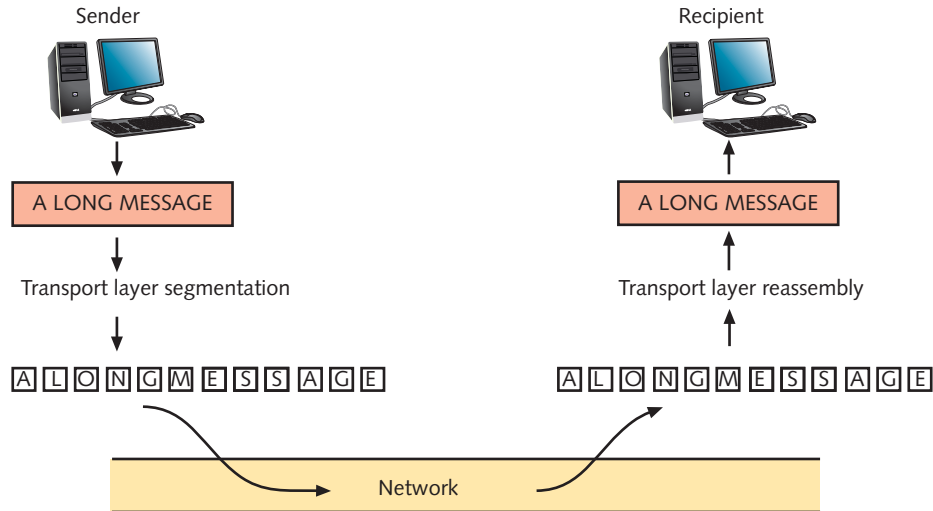 Sender
Recipient
A LONG MESSAGE
A LONG MESSAGE
Transport layer segmentation
Transport layer reassembly
A L O N G M E S S A G E
A L O N G M E S S A G E
Network